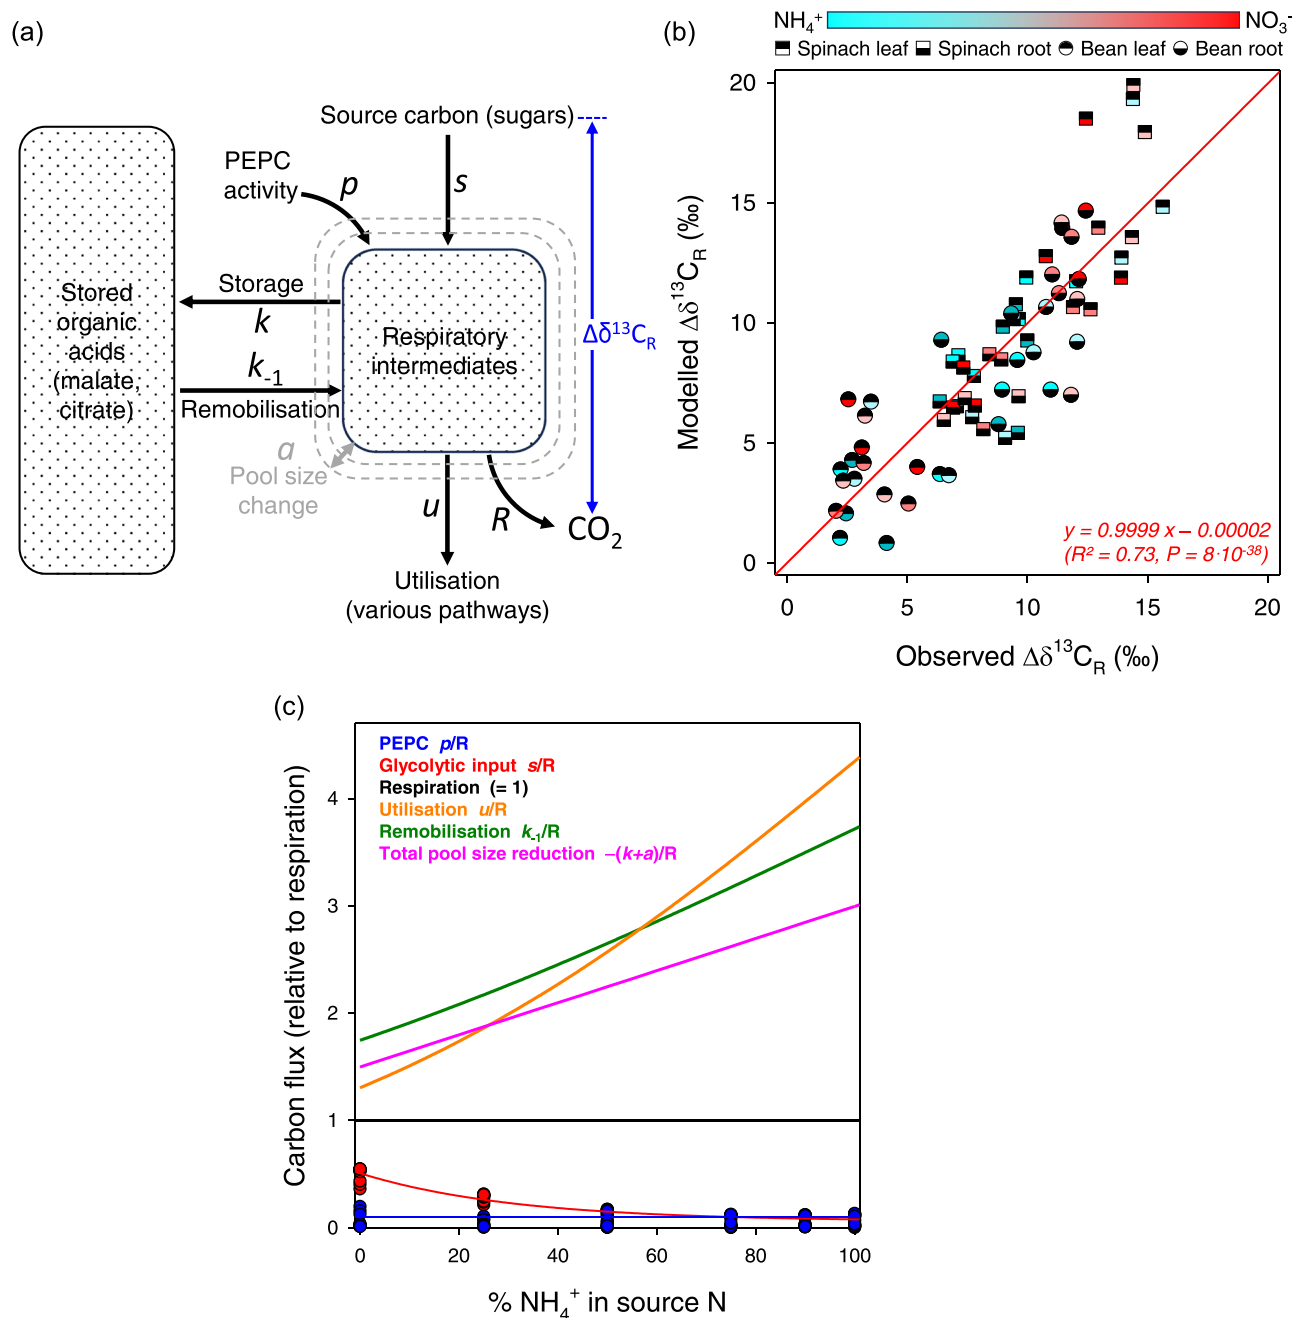 (a)
Source carbon (sugars)
PEPC
activity
p
s
Stored
organic
acids
(malate,
citrate)
Storage
k
k-1
Remobilisation
Respiratory
intermediates
Δδ¹³C_R
a
Pool size
change
u
R
CO₂
Utilisation
(various pathways)
(b)
NH₄⁺ NO₃⁻
Spinach leaf Spinach root Bean leaf Bean root
Modelled Δδ¹³C_R (‰)
20
15
10
5
0
y = 0.9999 x – 0.00002
(R² = 0.73, P = 8·10⁻³⁸)
0 5 10 15 20
Observed Δδ¹³C_R (‰)
(c)
Carbon flux (relative to respiration)
PEPC p/R
Glycolytic input s/R
Respiration (= 1)
Utilisation u/R
Remobilisation k-1/R
Total pool size reduction –(k+a)/R
4
3
2
1
0
0 20 40 60 80 100
% NH₄⁺ in source N